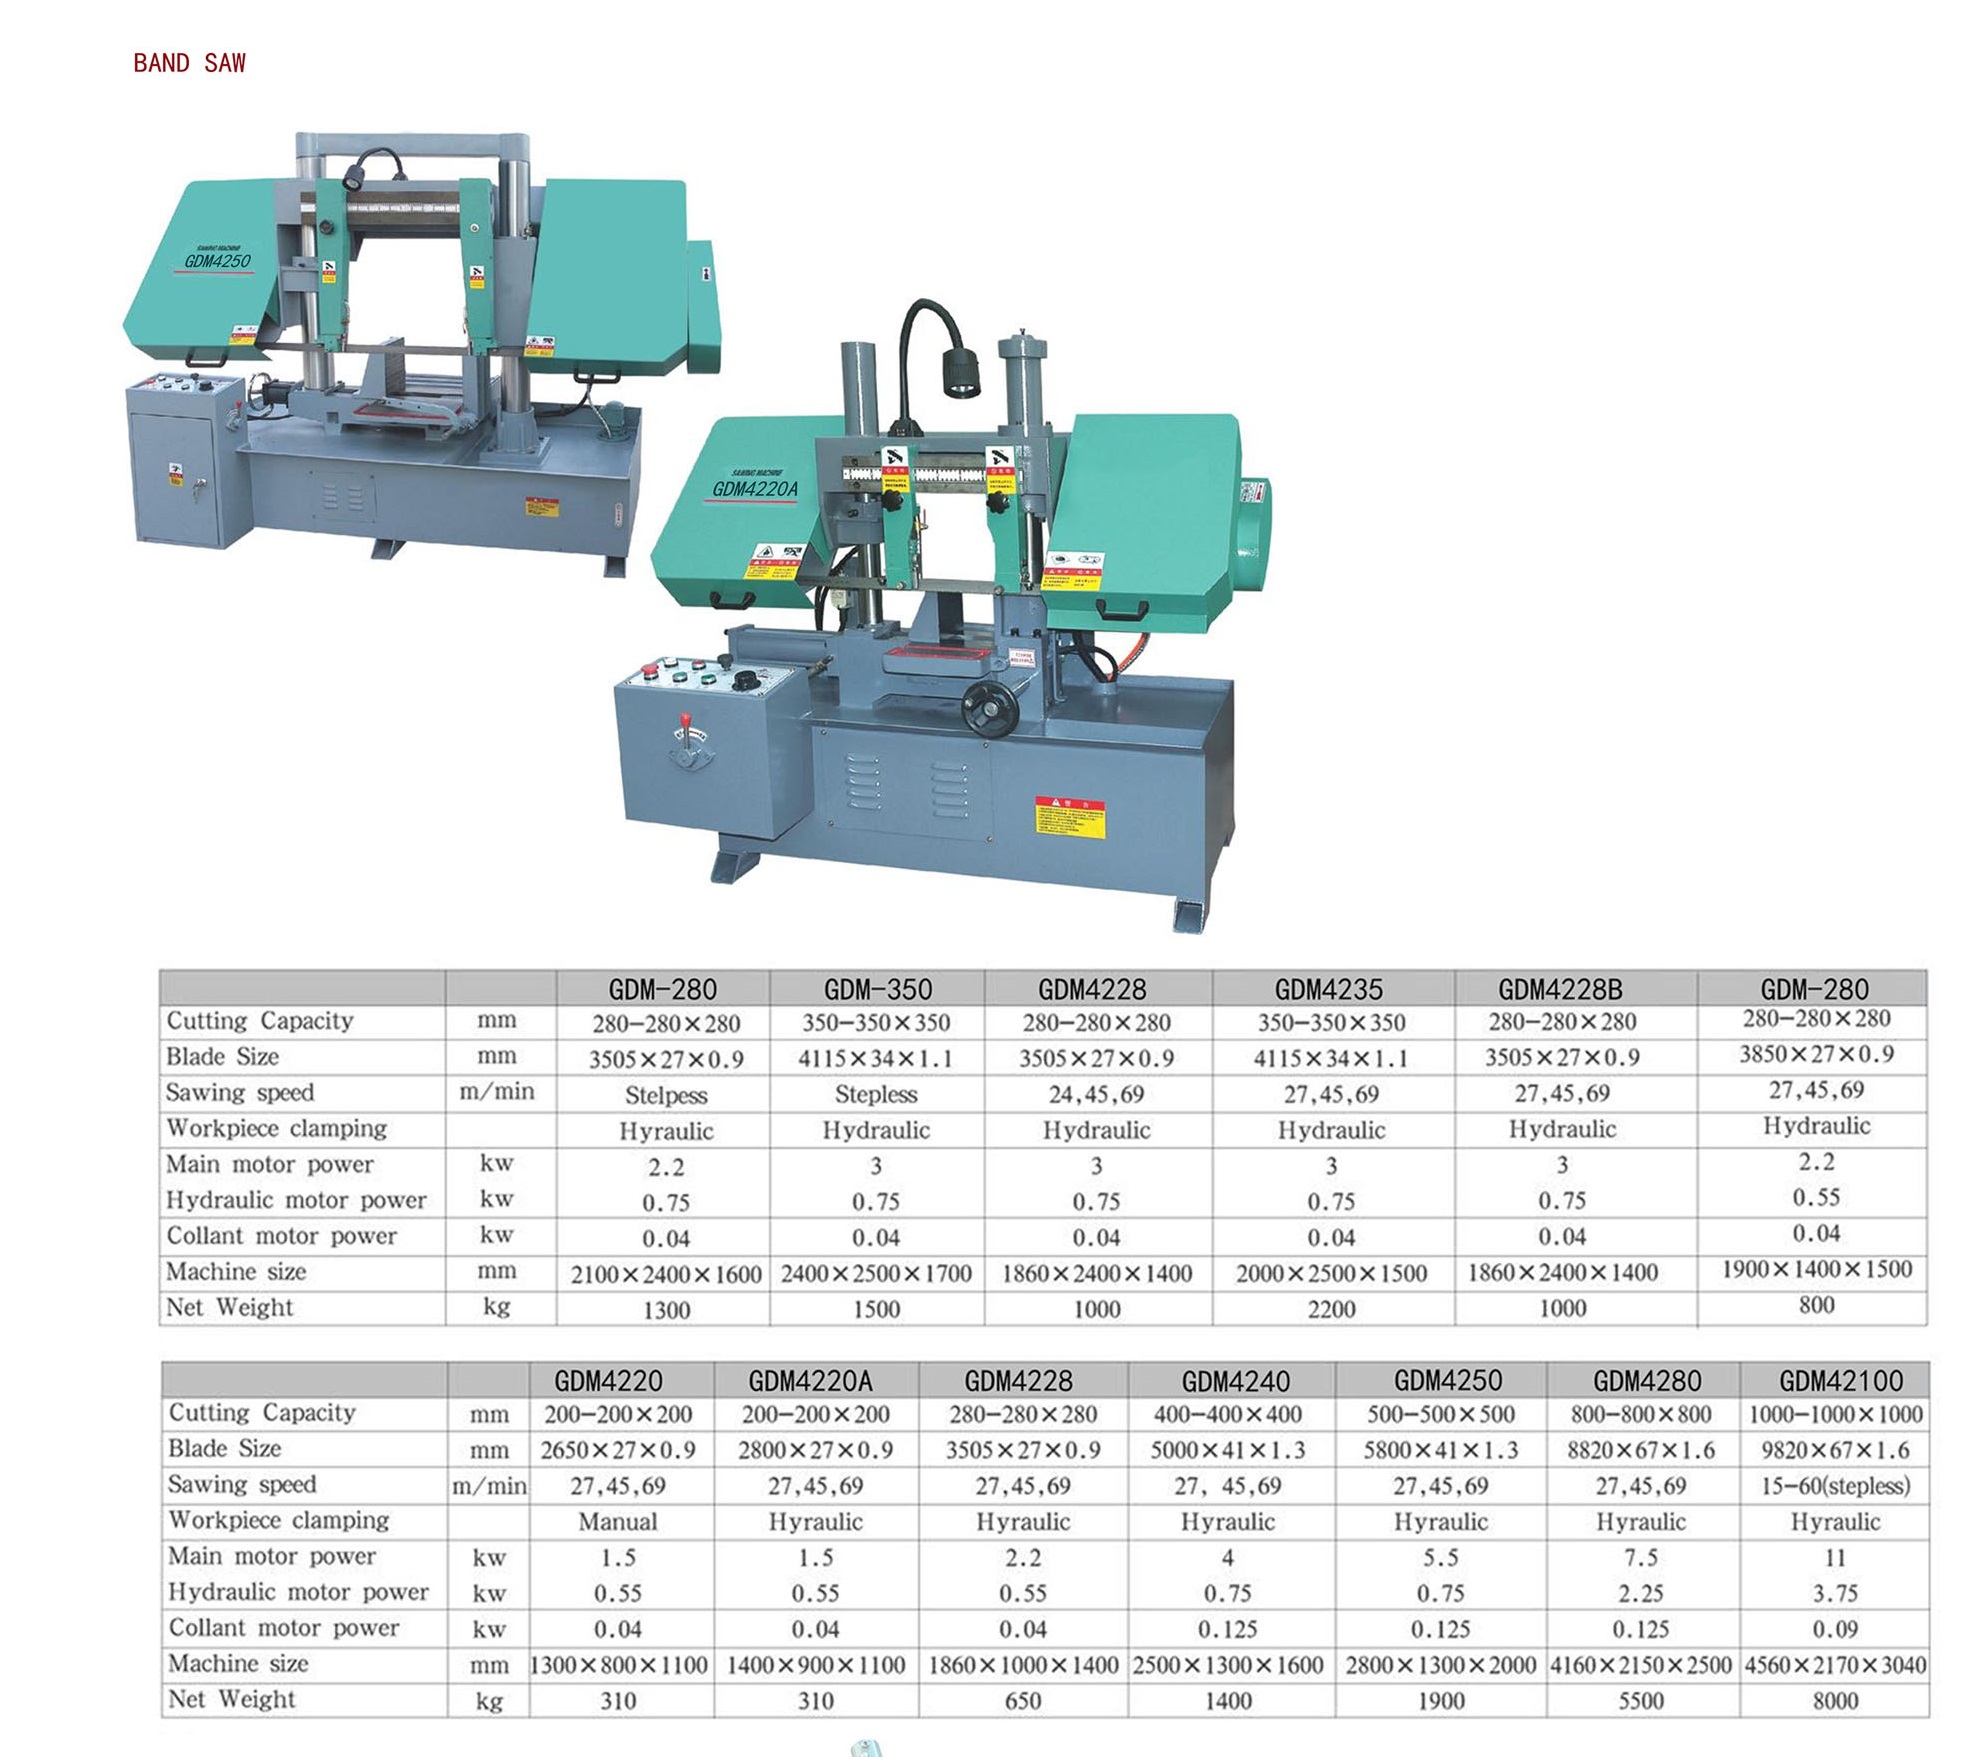 BAND SAW
SAWING MACHINE
GDM4250
SAWING MACHINE
GDM4220A
警 告
GDM-280 GDM-350 GDM4228 GDM4235 GDM4228B GDM-280
Cutting Capacity mm 280-280×280 350-350×350 280-280×280 350-350×350 280-280×280 280-280×280
Blade Size mm 3505×27×0.9 4115×34×1.1 3505×27×0.9 4115×34×1.1 3505×27×0.9 3850×27×0.9
Sawing speed m/min Stelpess Stepless 24,45,69 27,45,69 27,45,69 27,45,69
Workpiece clamping Hyraulic Hydraulic Hydraulic Hydraulic Hydraulic Hydraulic
Main motor power kw 2.2 3 3 3 3 2.2
Hydraulic motor power kw 0.75 0.75 0.75 0.75 0.75 0.55
Collant motor power kw 0.04 0.04 0.04 0.04 0.04 0.04
Machine size mm 2100×2400×1600 2400×2500×1700 1860×2400×1400 2000×2500×1500 1860×2400×1400 1900×1400×1500
Net Weight kg 1300 1500 1000 2200 1000 800
GDM4220 GDM4220A GDM4228 GDM4240 GDM4250 GDM4280 GDM42100
Cutting Capacity mm 200-200×200 200-200×200 280-280×280 400-400×400 500-500×500 800-800×800 1000-1000×1000
Blade Size mm 2650×27×0.9 2800×27×0.9 3505×27×0.9 5000×41×1.3 5800×41×1.3 8820×67×1.6 9820×67×1.6
Sawing speed m/min 27,45,69 27,45,69 27,45,69 27, 45,69 27,45,69 27,45,69 15-60(stepless)
Workpiece clamping Manual Hyraulic Hyraulic Hyraulic Hyraulic Hyraulic Hyraulic
Main motor power kw 1.5 1.5 2.2 4 5.5 7.5 11
Hydraulic motor power kw 0.55 0.55 0.55 0.75 0.75 2.25 3.75
Collant motor power kw 0.04 0.04 0.04 0.125 0.125 0.125 0.09
Machine size mm 1300×800×1100 1400×900×1100 1860×1000×1400 2500×1300×1600 2800×1300×2000 4160×2150×2500 4560×2170×3040
Net Weight kg 310 310 650 1400 1900 5500 8000